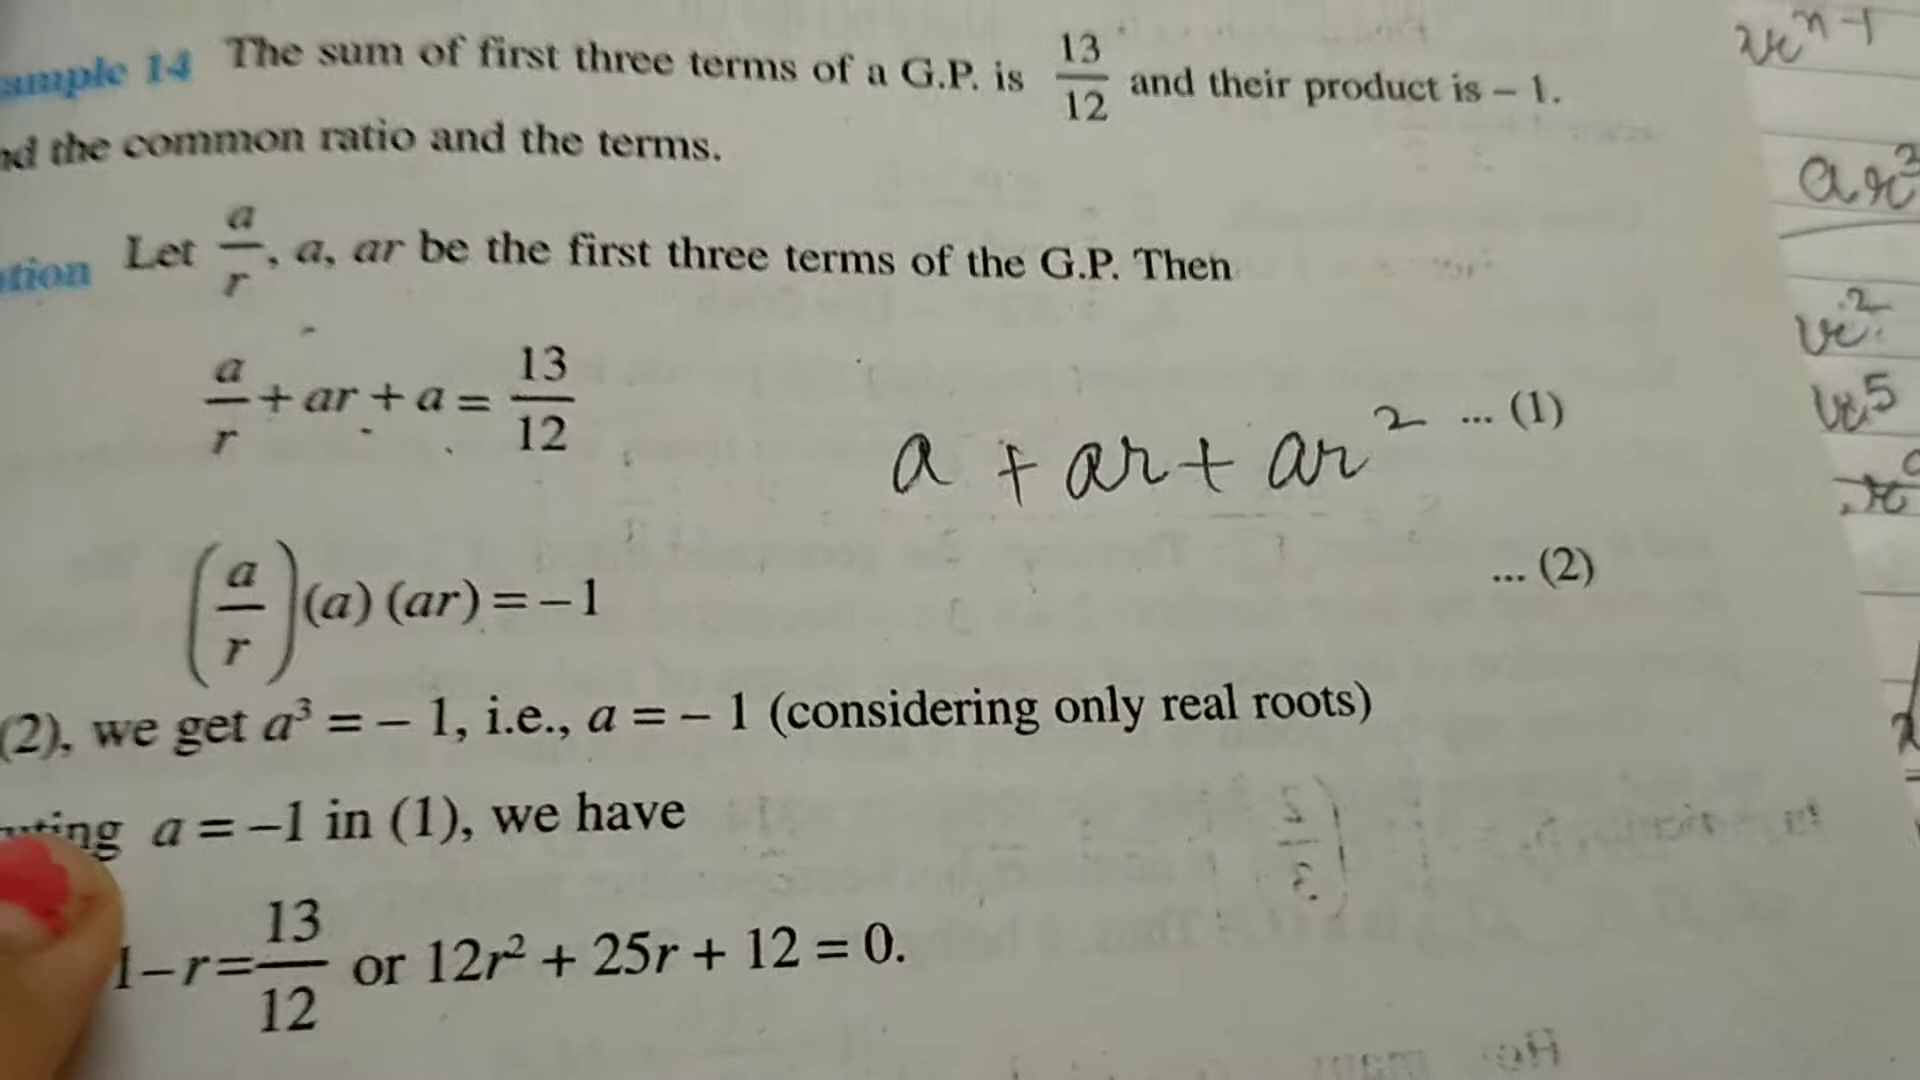 ample 14 The sum of first three terms of a G.P. is 13/12 and their product is – 1.
nd the common ratio and the terms.
tion Let a/r, a, ar be the first three terms of the G.P. Then
a/r + ar + a = 13/12 ... (1)
a + ar + ar²
(a/r)(a)(ar) = –1 ... (2)
(2), we get a³ = – 1, i.e., a = – 1 (considering only real roots)
ting a = –1 in (1), we have
1 – r = 13/12 or 12r² + 25r + 12 = 0.